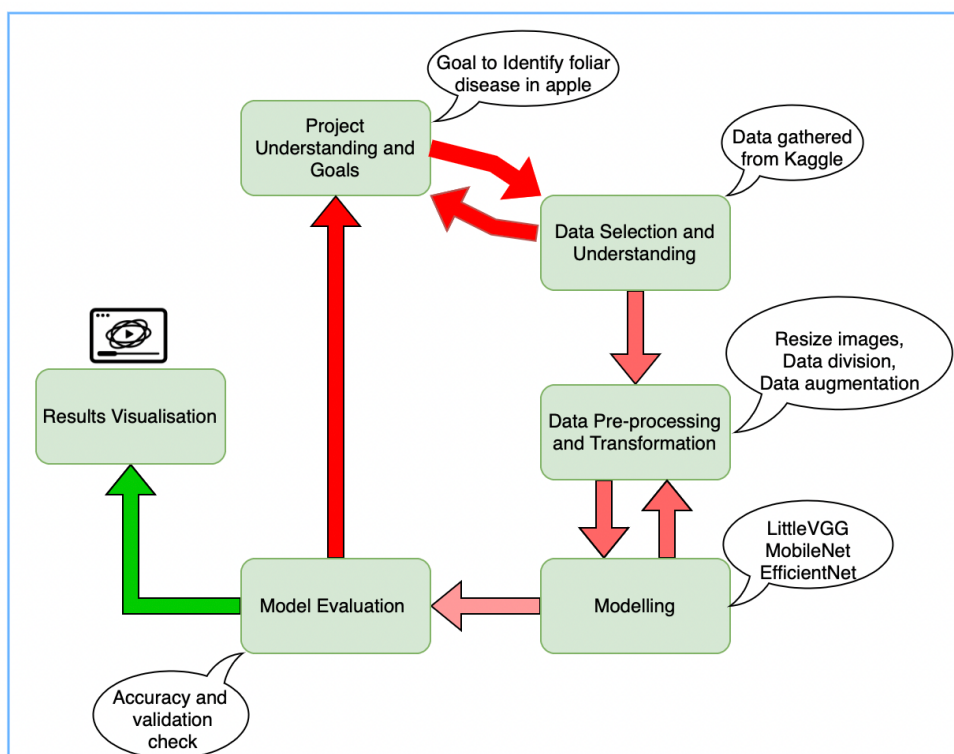 Goal to Identify foliar
disease in apple
Project
Understanding and
Goals
Data gathered
from Kaggle
Data Selection and
Understanding
Resize images,
Data division,
Data augmentation
Results Visualisation
Data Pre-processing
and Transformation
LittleVGG
MobileNet
EfficientNet
Model Evaluation
Modelling
Accuracy and
validation
check